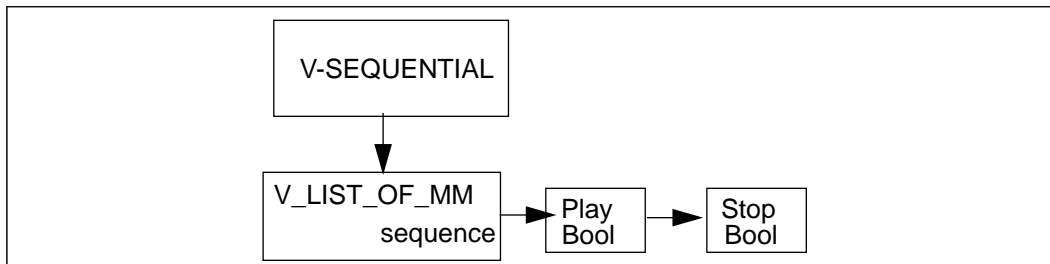 V-SEQUENTIAL
V_LIST_OF_MM
sequence
Play
Bool
Stop
Bool